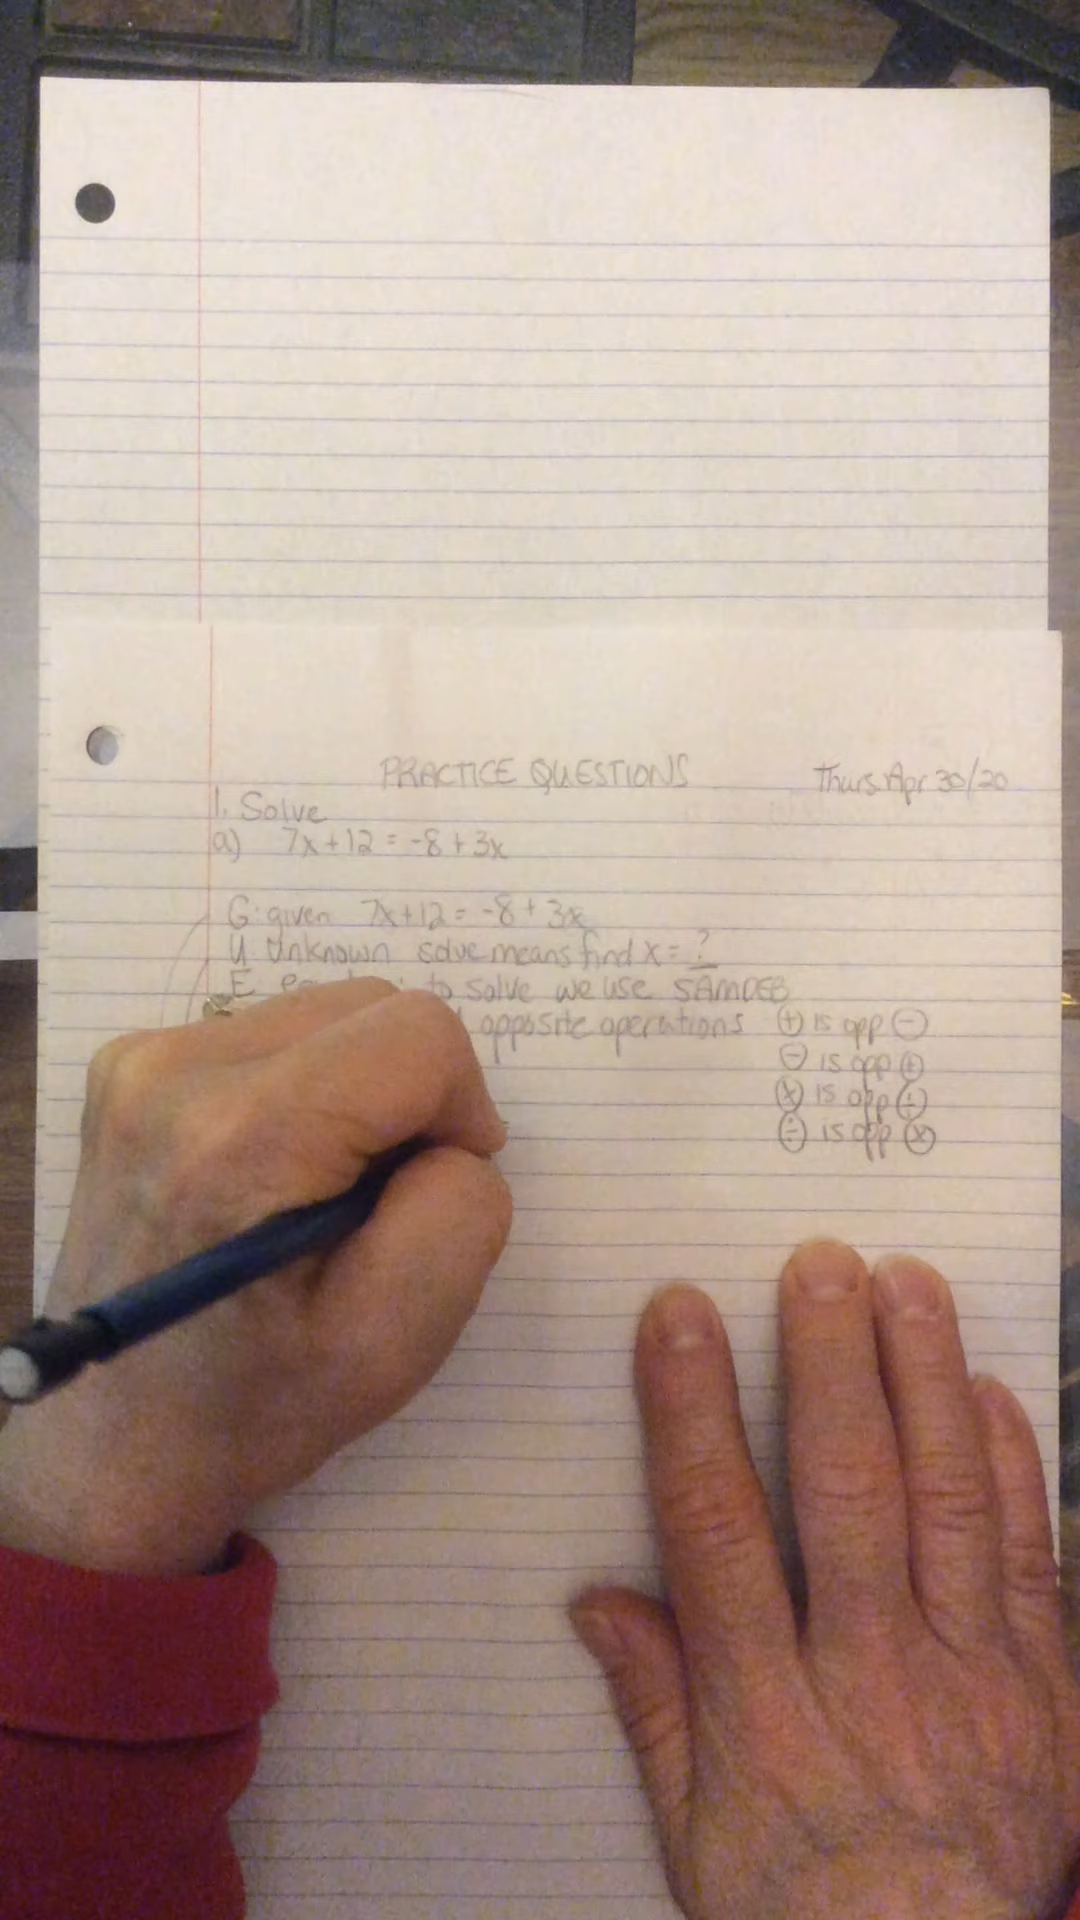 PRACTICE QUESTIONS Thurs. Apr 30/20
1. Solve
a) 7x+12 = -8+3x
G: given 7x+12 = -8+3x
U: Unknown solve means find x = ?
E to solve we use SAMDEB
opposite operations + is opp -
- is opp +
x is opp ÷
÷ is opp x